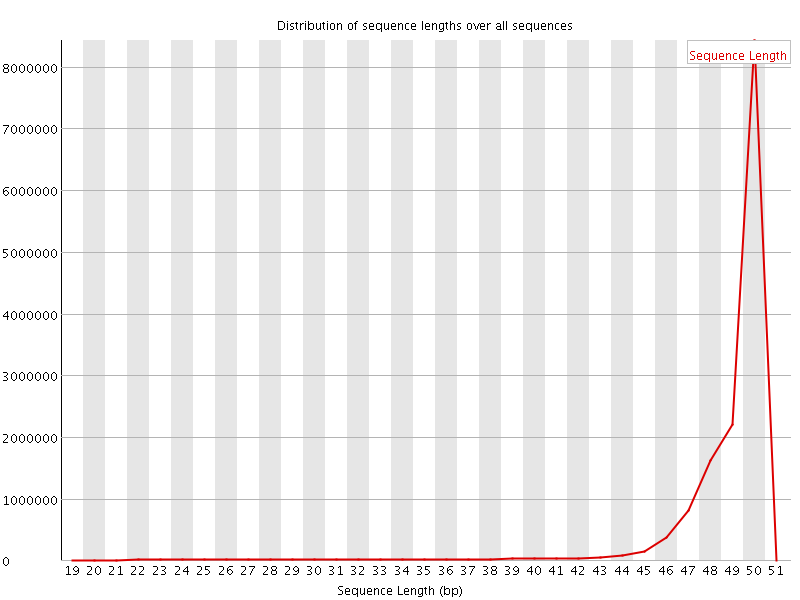 Distribution of sequence lengths over all sequences
Sequence Length
8000000
7000000
6000000
5000000
4000000
3000000
2000000
1000000
0
19 20 21 22 23 24 25 26 27 28 29 30 31 32 33 34 35 36 37 38 39 40 41 42 43 44 45 46 47 48 49 50 51
Sequence Length (bp)